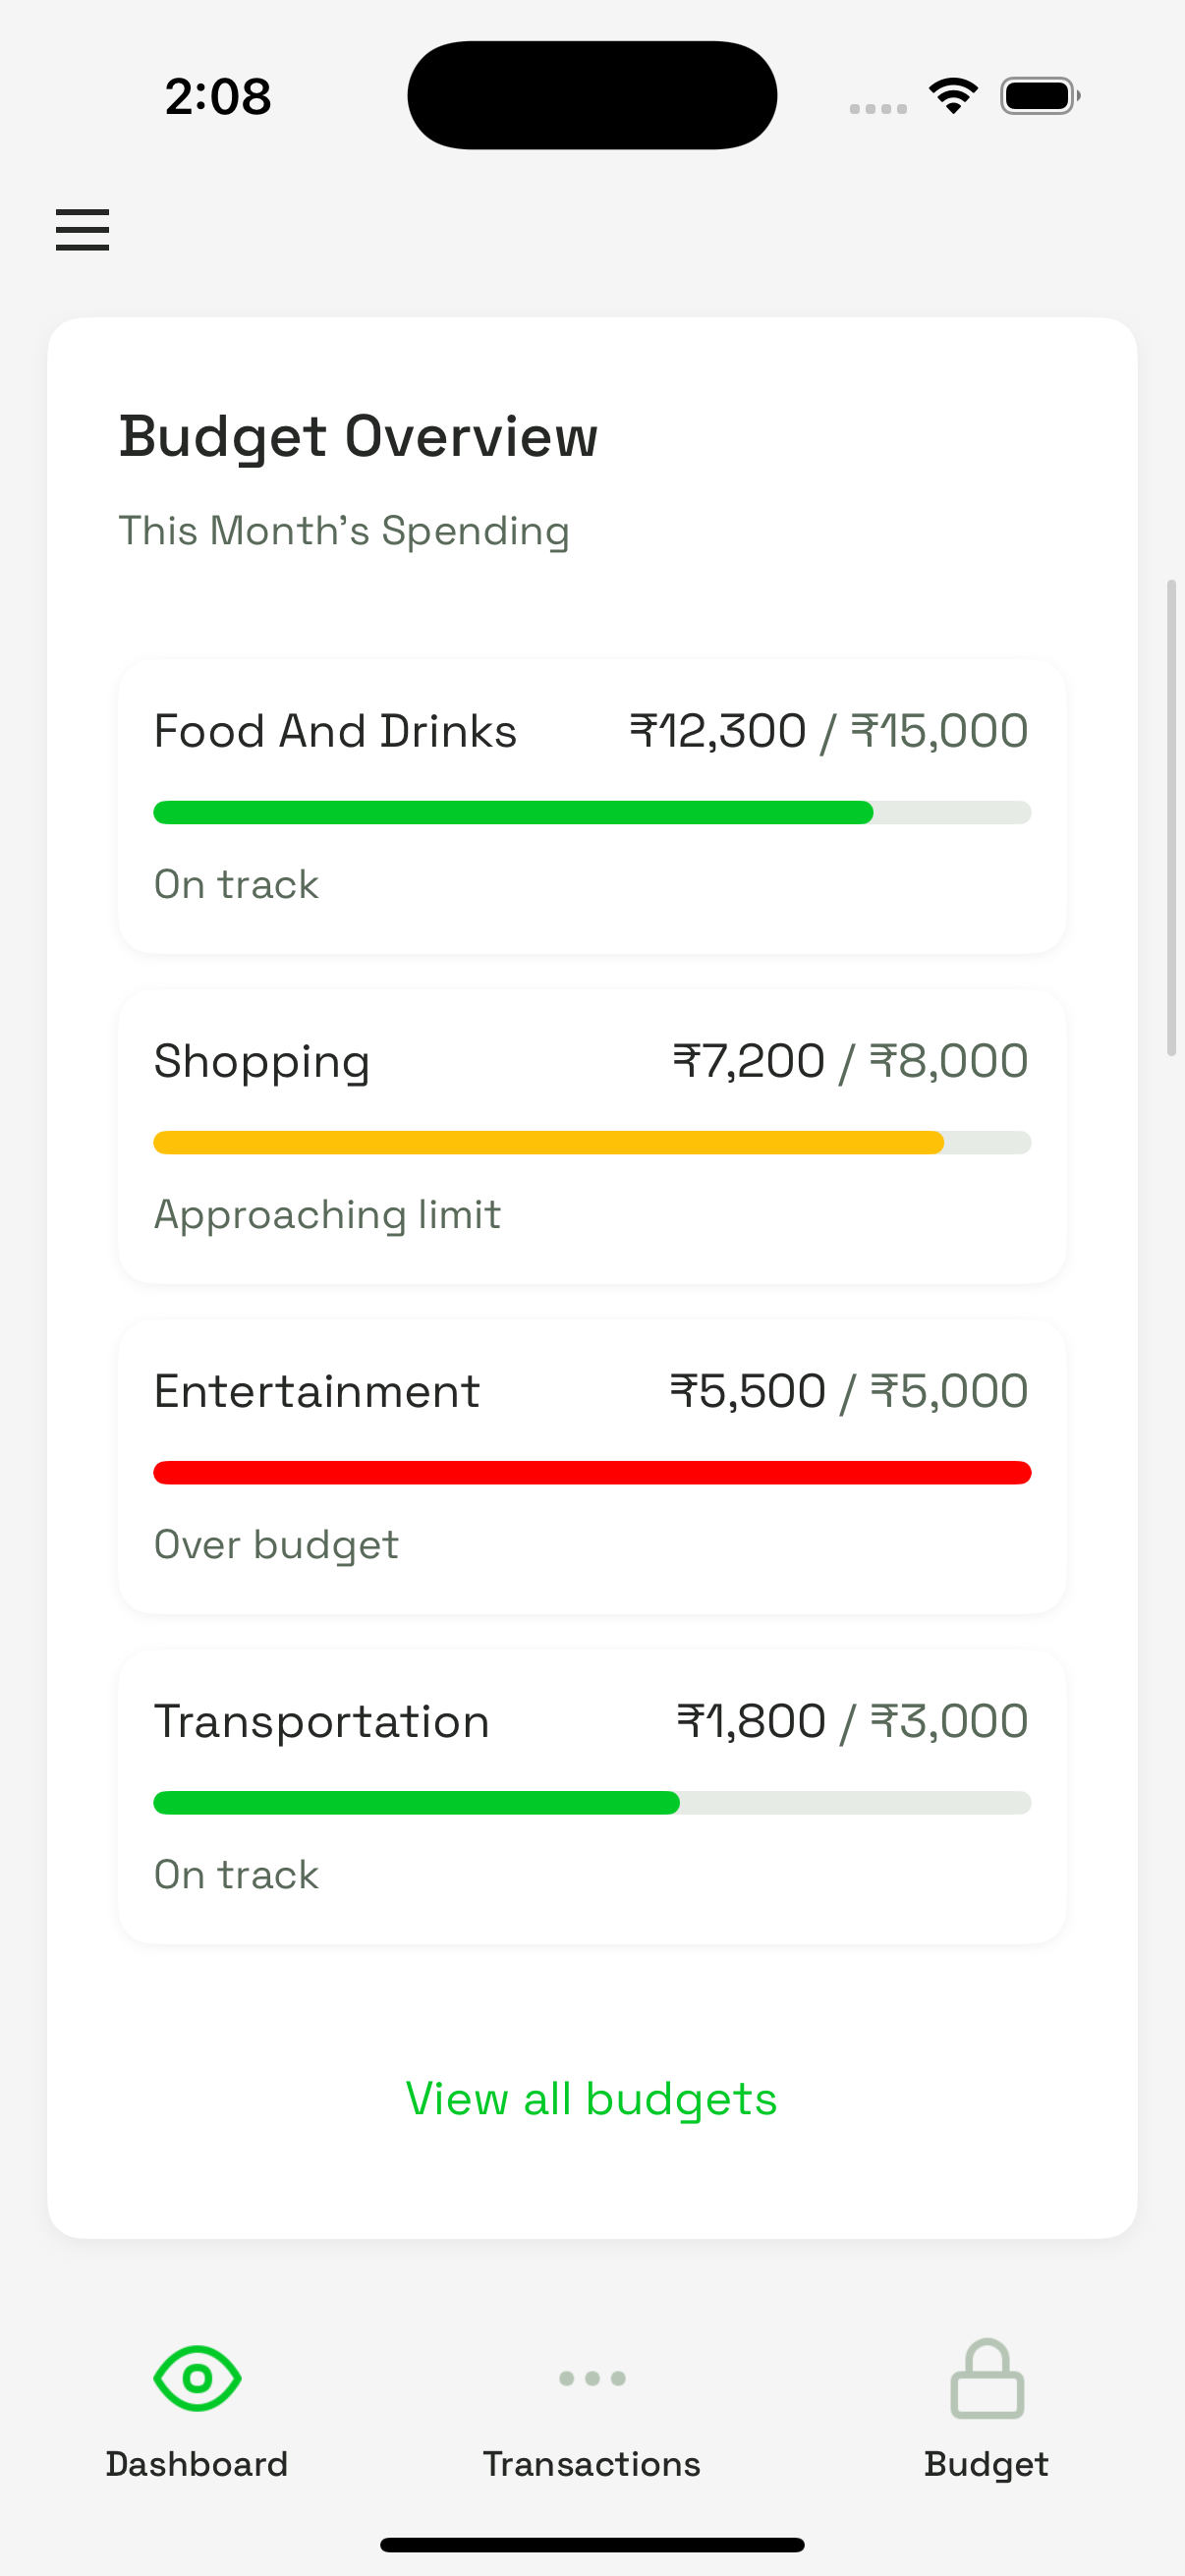 2:08
Budget Overview
This Month's Spending
Food And Drinks ₹12,300 / ₹15,000
On track
Shopping ₹7,200 / ₹8,000
Approaching limit
Entertainment ₹5,500 / ₹5,000
Over budget
Transportation ₹1,800 / ₹3,000
On track
View all budgets
Dashboard Transactions Budget